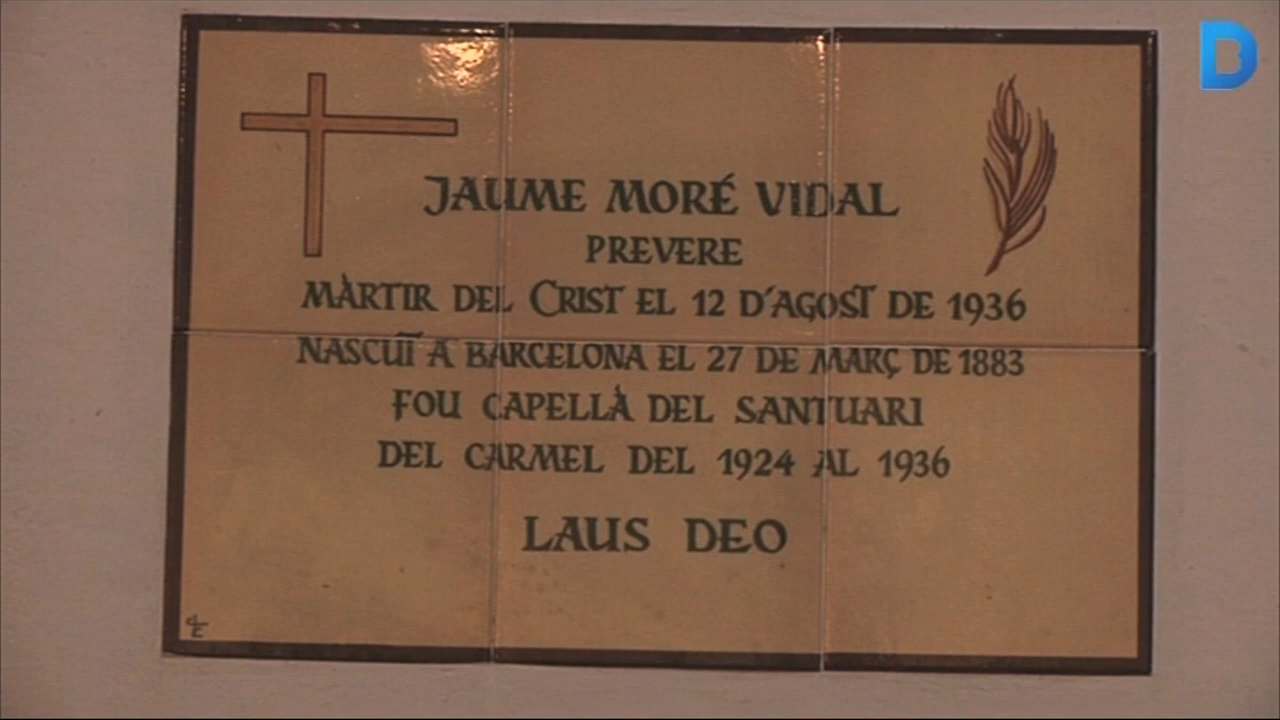 JAUME MORÉ VIDAL
PREVERE
MÀRTIR DEL CRIST EL 12 D'AGOST DE 1936
NASCUT A BARCELONA EL 27 DE MARÇ DE 1883
FOU CAPELLÀ DEL SANTUARI
DEL CARMEL DEL 1924 AL 1936
LAUS DEO